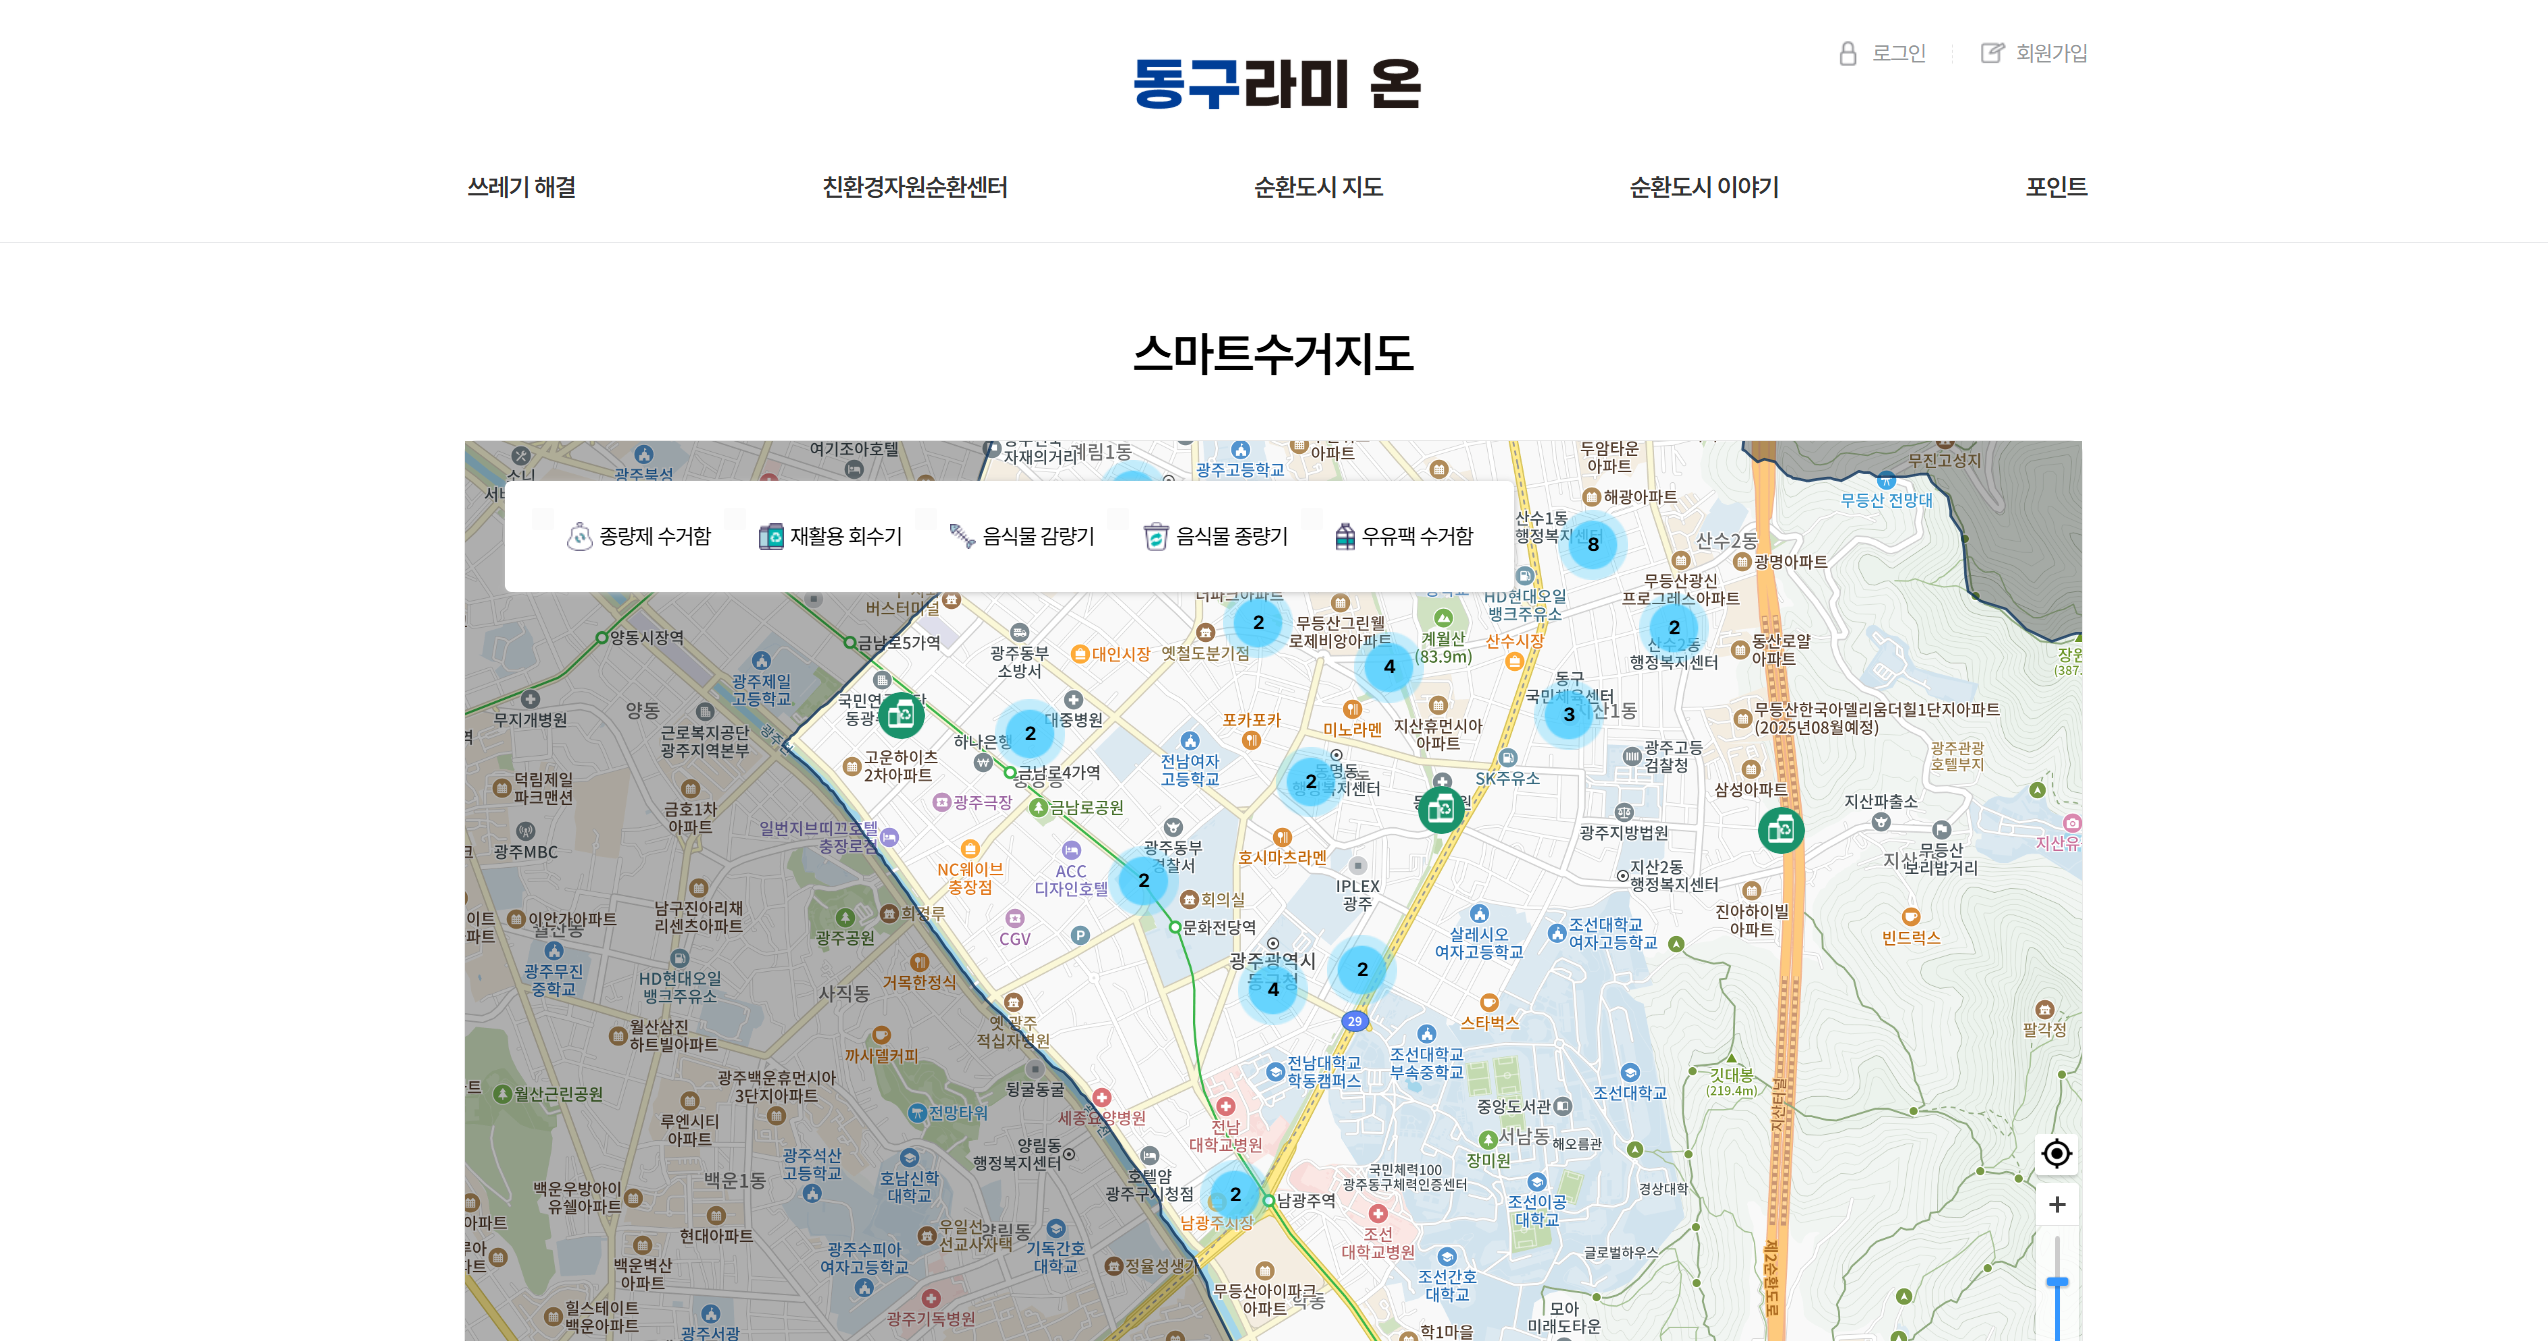 로그인
회원가입
동구라미 온
쓰레기 해결
친환경자원순환센터
순환도시 지도
순환도시 이야기
포인트
스마트수거지도
종량제 수거함
재활용 회수기
음식물 감량기
음식물 종량기
우유팩 수거함
여기조아호텔
자재의거리
계림1동
광주고등학교
아파트
두암타운
아파트
해광아파트
무진고성지
무등산 전망대
광주북성
소니
산수1동
행정복지센터
8
산수2동
광명아파트
무등산광신
프로그레스아파트
HD현대오일
뱅크주유소
버스터미널
양동시장역
금남로5가역
광주동부
소방서
대인시장
옛철도분기점
2
무등산그린웰
로제비앙아파트
4
계월산
(83.9m)
산수시장
2
산수2동
행정복지센터
동산로얄
아파트
광주제일
고등학교
무지개병원
양동
근로복지공단
광주지역본부
대중병원
2
하나은행
금남로4가역
고운하이츠
2차아파트
전남여자
고등학교
포카포카
미노라멘
지산휴먼시아
아파트
동구
국민체육센터
3
무등산한국아델리움더힐1단지아파트
(2025년08월예정)
광주관광
호텔부지
광주고등
검찰청
SK주유소
2
동명동
행정복지센터
삼성아파트
지산파출소
덕림제일
파크맨션
금호1차
아파트
광주MBC
광주극장
금남로공원
일번지브띠끄호텔
충장로점
NC웨이브
충장점
ACC
디자인호텔
광주동부
경찰서
2
호시마츠라멘
광주지방법원
지산2동
행정복지센터
무등산
보리밥거리
IPLEX
광주
회의실
문화전당역
희경루
CGV
남구진아리채
리센츠아파트
이안가아파트
광주공원
광주무진
중학교
HD현대오일
뱅크주유소
사직동
거목한정식
광주광역시
동구청
4
2
29
살레시오
여자고등학교
조선대학교
여자고등학교
진아하이빌
아파트
빈드럭스
스타벅스
팔각정
옛 광주
적십자병원
월산삼진
하트빌아파트
까사델커피
월산근린공원
광주백운휴먼시아
3단지아파트
루엔시티
아파트
전망타워
뒹굴동굴
세종요양병원
전남
대학교병원
전남대학교
학동캠퍼스
조선대학교
부속중학교
조선대학교
중앙도서관
서남동
해오름관
장미원
깃대봉
(219.4m)
지산터널
광주석산
고등학교
호남신학
대학교
양림동
행정복지센터
백운1동
백운우방아이
유쉘아파트
현대아파트
호텔얌
광주구시청점
2
남광주시장
남광주역
국민체력100
광주동구체력인증센터
조선이공
대학교
경상대학
조선
대학교병원
글로벌하우스
우일선
선교사사택
양림동
기독간호
대학교
광주수피아
여자고등학교
정율성생가
백운벽산
아파트
힐스테이트
백운아파트
광주서광
광주기독병원
무등산아이파크
아파트
조선간호
대학교
모아
미래도타운
학1마을
제2순환도로